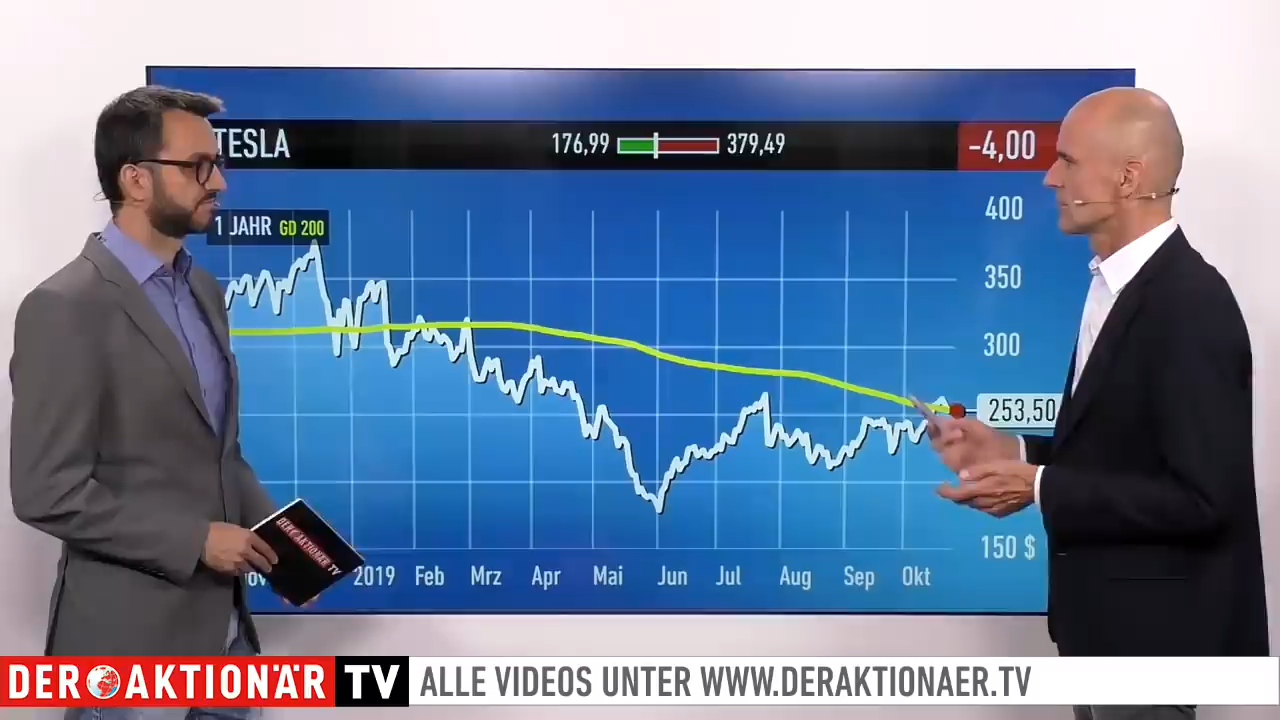 TESLA
176,99 379,49
-4,00
1 JAHR GD 200
400
350
300
253,50
150 $
2019 Feb Mrz Apr Mai Jun Jul Aug Sep Okt
DER AKTIONÄR TV
DER AKTIONÄR TV ALLE VIDEOS UNTER WWW.DERAKTIONAER.TV